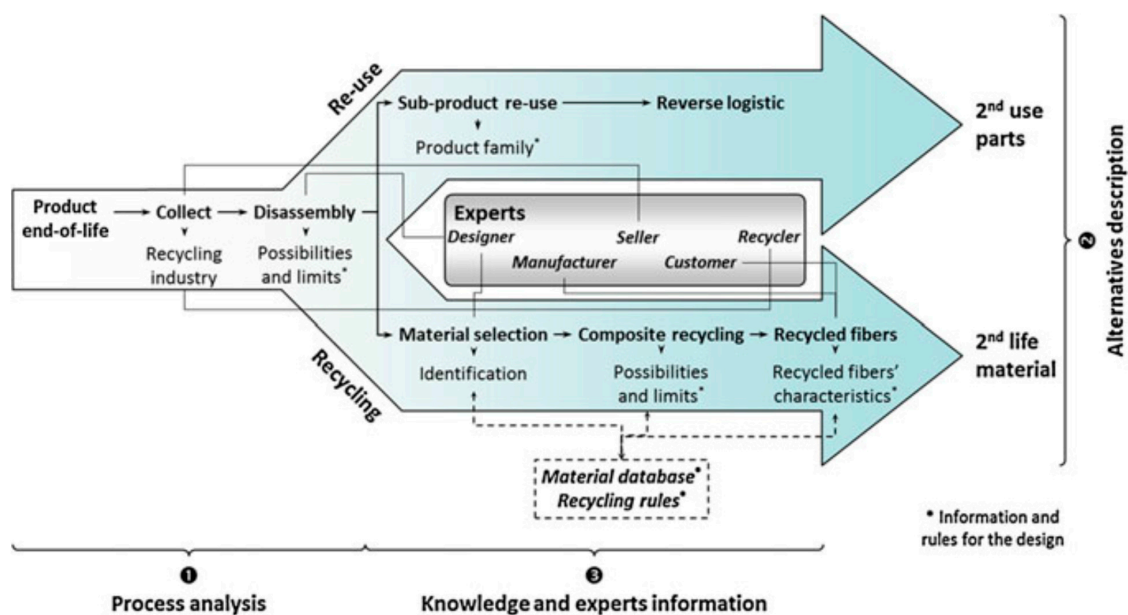 Re-use
Sub-product re-use
Reverse logistic
Product family*
2nd use
parts
Product
end-of-life
Collect
Disassembly
Recycling
industry
Possibilities
and limits*
Experts
Designer
Seller
Recycler
Manufacturer
Customer
Recycling
Material selection
Composite recycling
Recycled fibers
Identification
Possibilities
and limits*
Recycled fibers'
characteristics*
2nd life
material
Material database*
Recycling rules*
❷
Alternatives description
* Information and
rules for the design
❶
Process analysis
❸
Knowledge and experts information